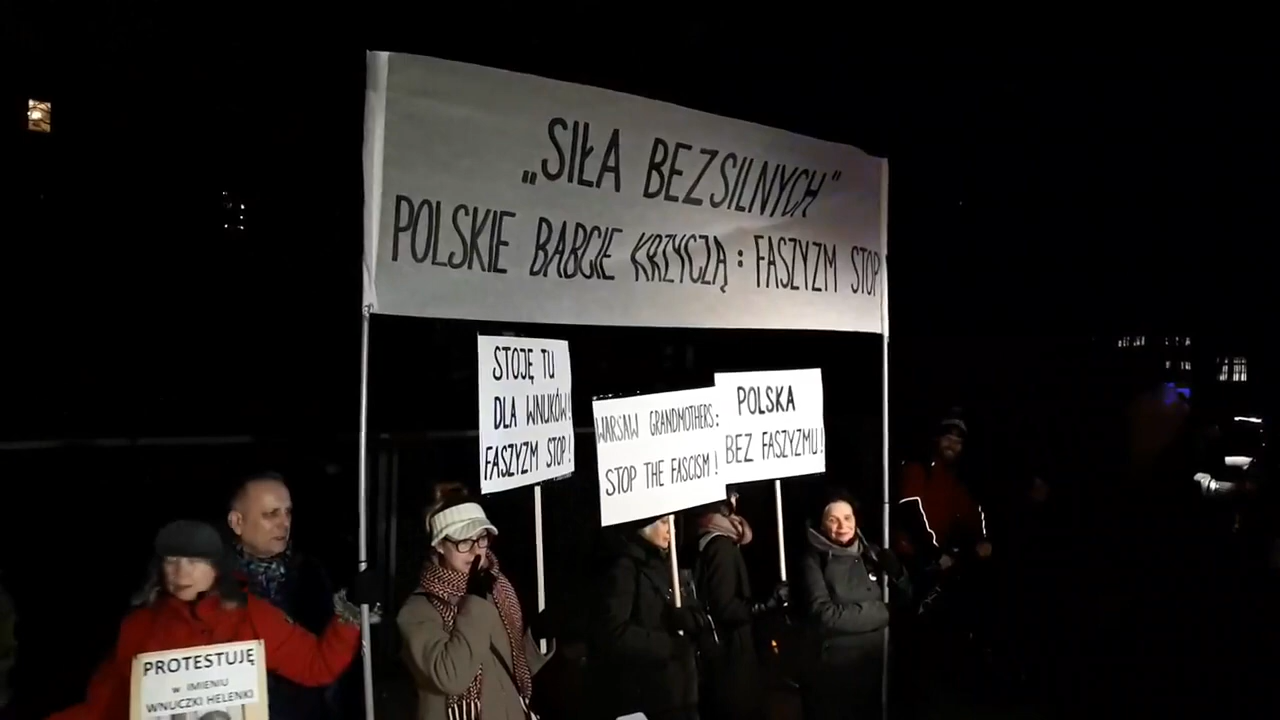 „SIŁA BEZSILNYCH"
POLSKIE BABCIE KRZYCZĄ : FASZYZM STOP
STOJĘ TU
DLA WNUKÓW!
FASZYZM STOP!
WARSAW GRANDMOTHERS:
STOP THE FASCISM!
POLSKA
BEZ FASZYZMU!
PROTESTUJĘ
w IMIENIU
WNUCZKI HELENKI